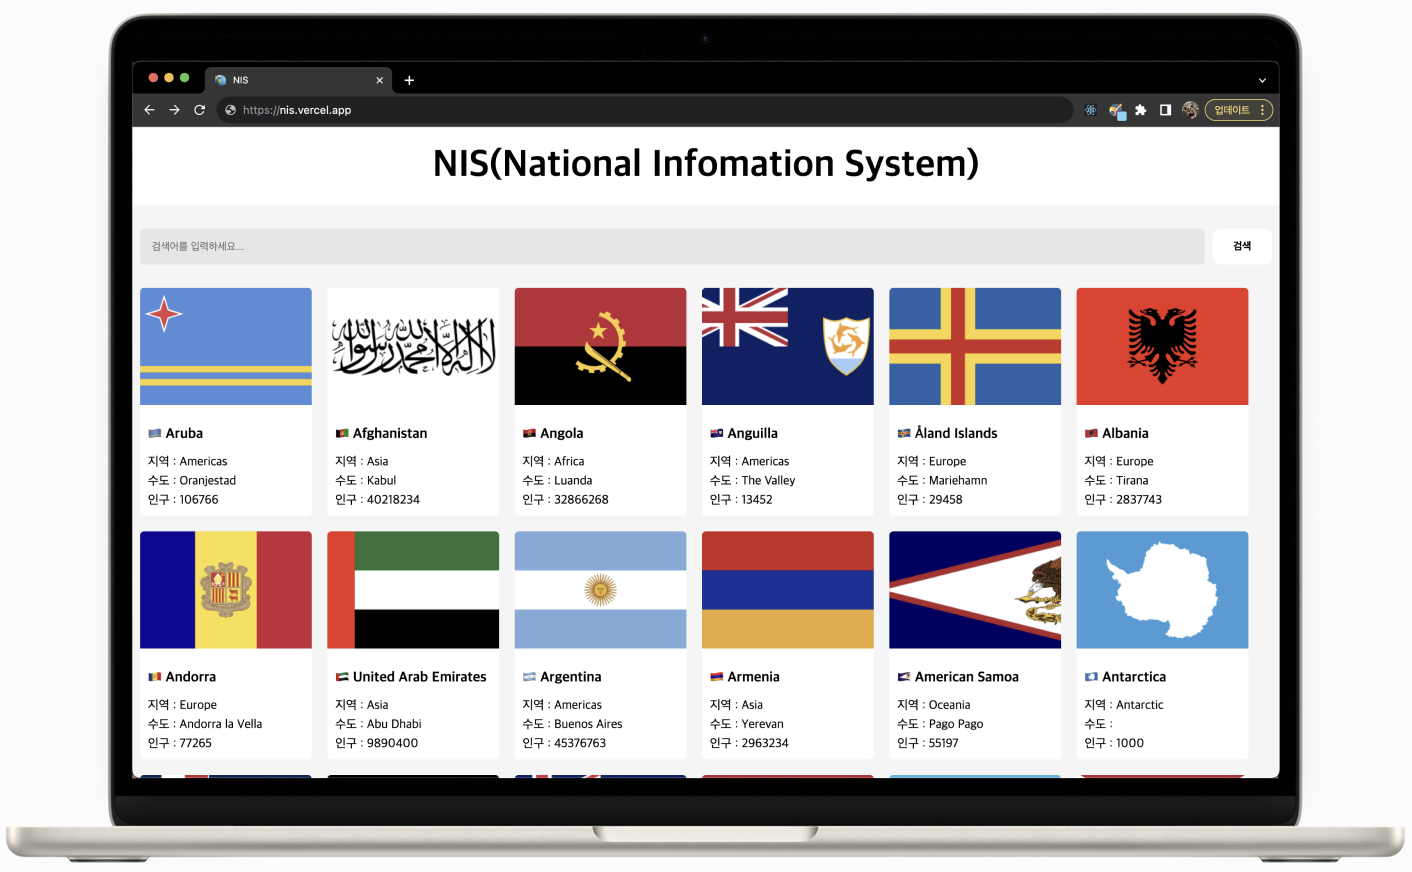 NIS
https://nis.vercel.app
업데이트
NIS(National Infomation System)
검색어를 입력하세요...
검색
لا إله إلا الله محمد رسول الله
Aruba
지역 : Americas
수도 : Oranjestad
인구 : 106766
Afghanistan
지역 : Asia
수도 : Kabul
인구 : 40218234
Angola
지역 : Africa
수도 : Luanda
인구 : 32866268
Anguilla
지역 : Americas
수도 : The Valley
인구 : 13452
Åland Islands
지역 : Europe
수도 : Mariehamn
인구 : 29458
Albania
지역 : Europe
수도 : Tirana
인구 : 2837743
Andorra
지역 : Europe
수도 : Andorra la Vella
인구 : 77265
United Arab Emirates
지역 : Asia
수도 : Abu Dhabi
인구 : 9890400
Argentina
지역 : Americas
수도 : Buenos Aires
인구 : 45376763
Armenia
지역 : Asia
수도 : Yerevan
인구 : 2963234
American Samoa
지역 : Oceania
수도 : Pago Pago
인구 : 55197
Antarctica
지역 : Antarctic
수도 :
인구 : 1000